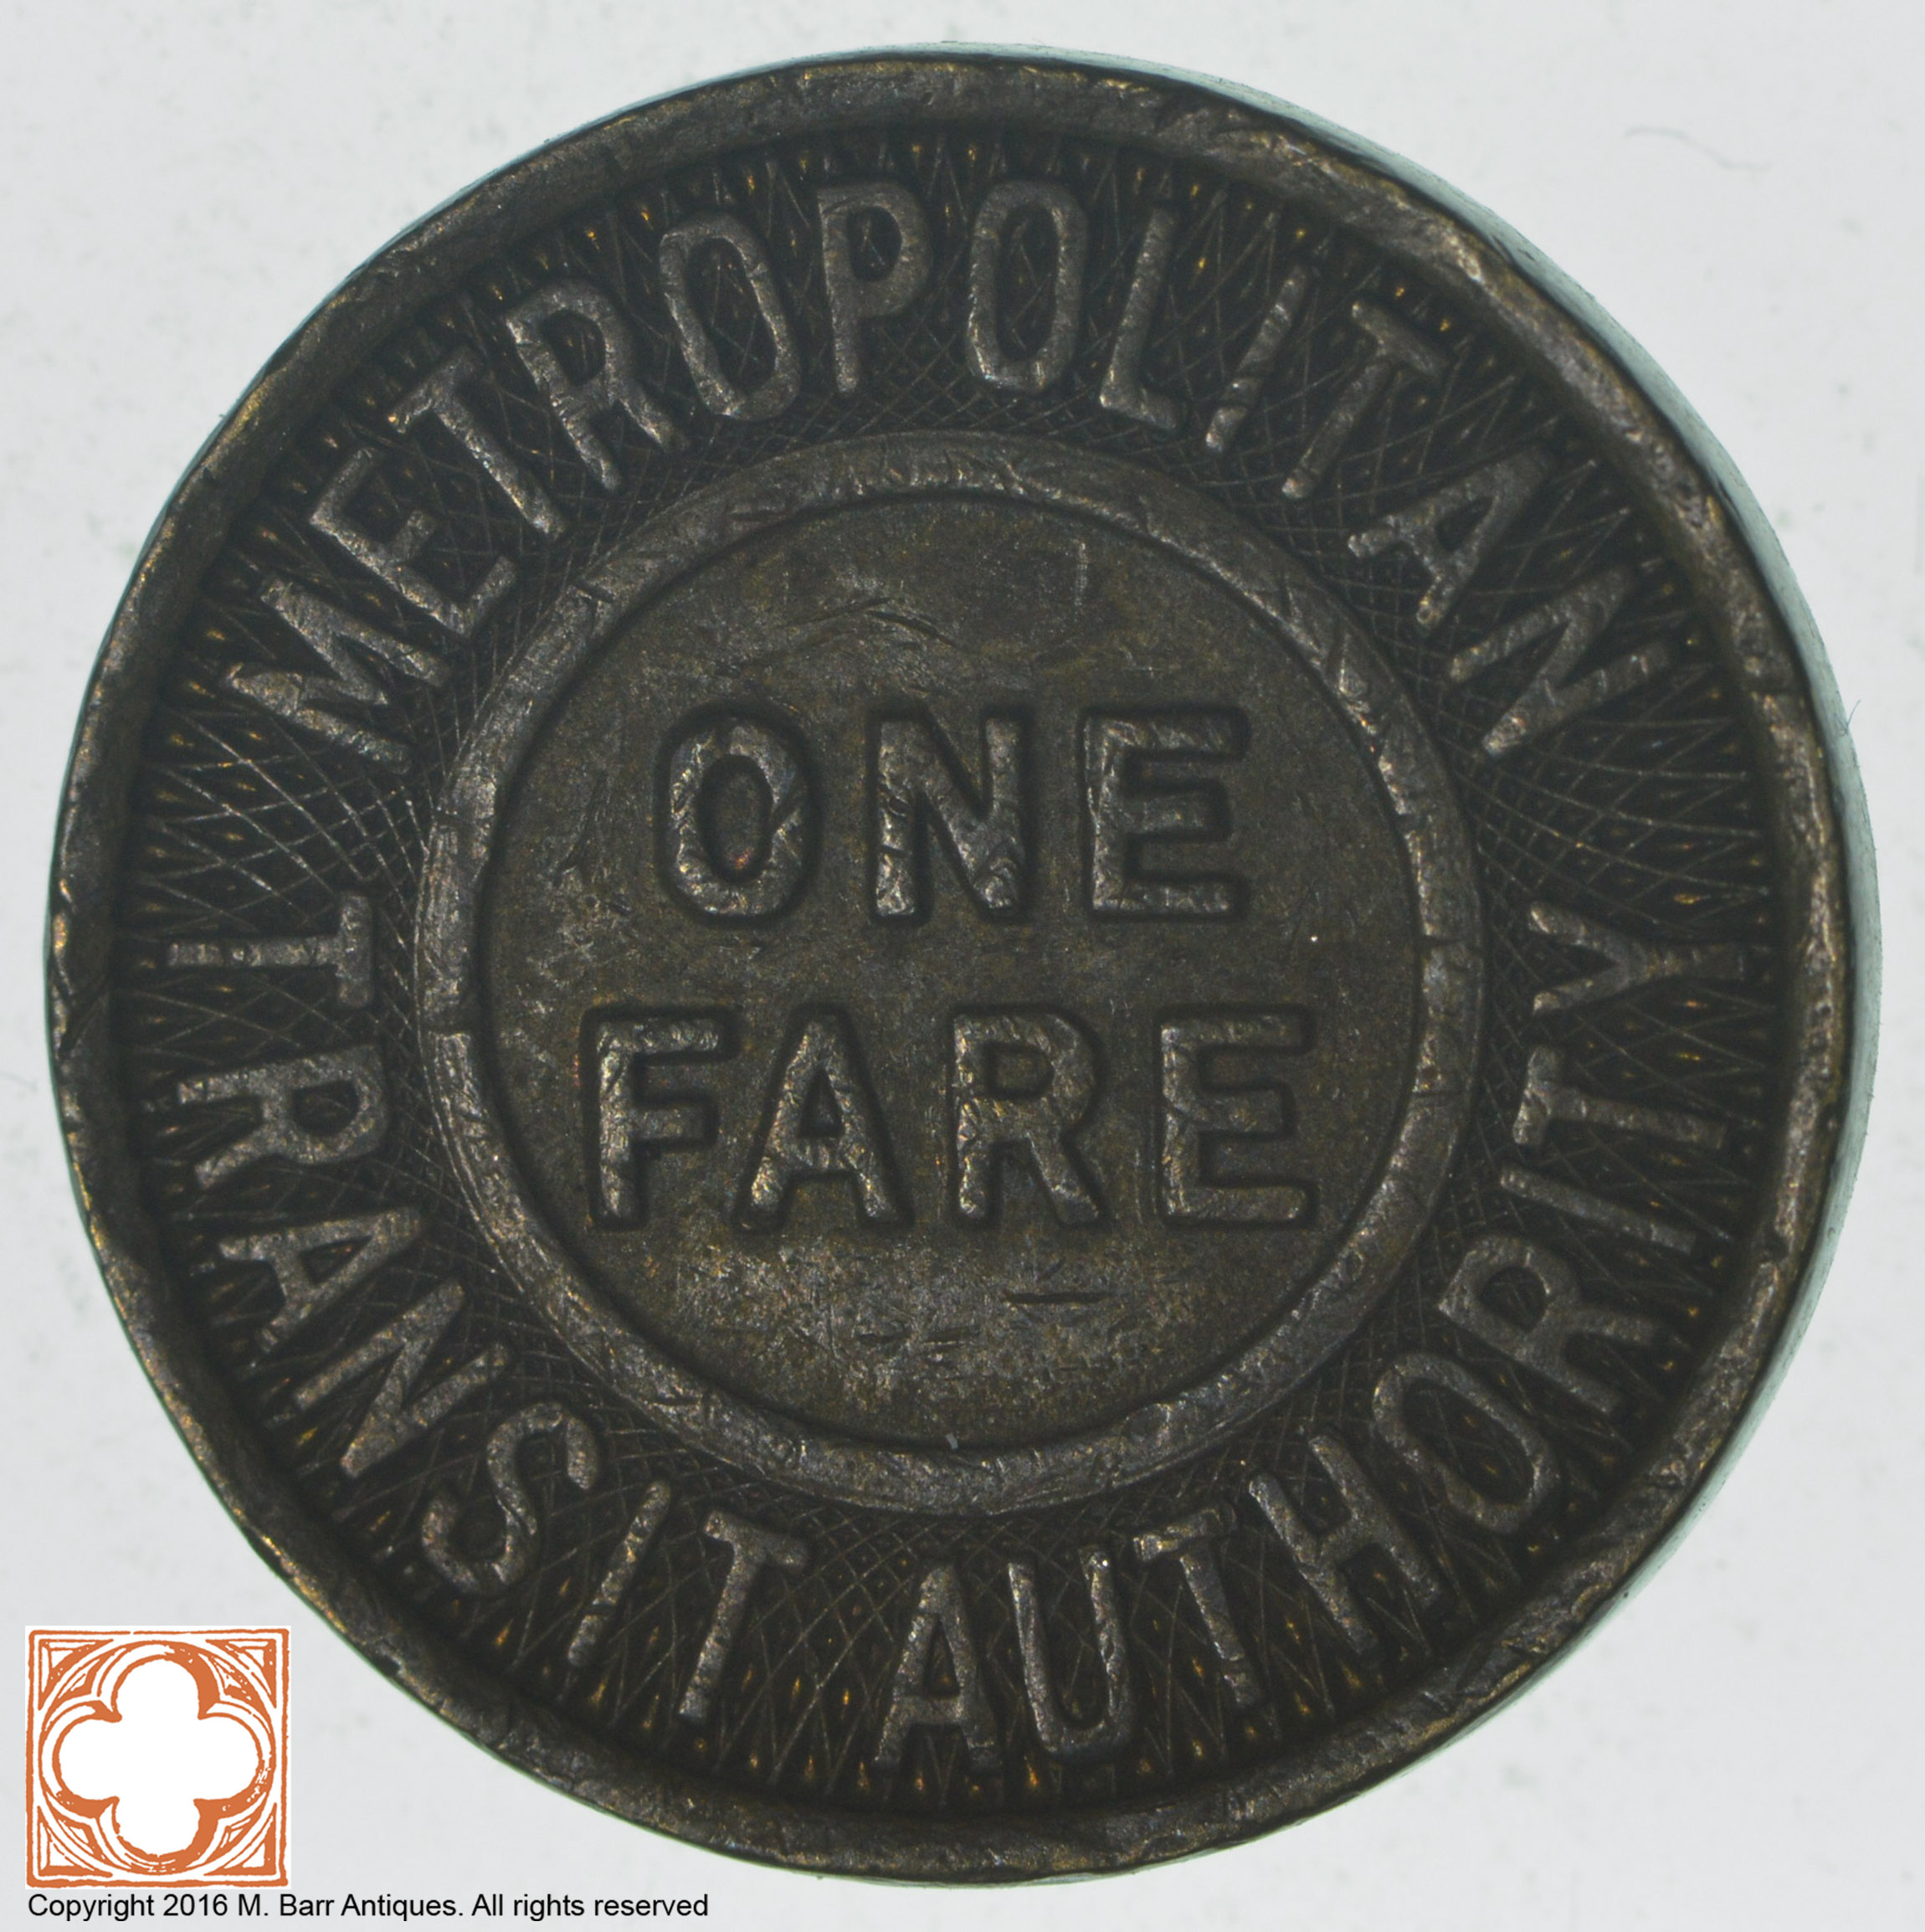 METROPOLITAN
TRANSIT AUTHORITY
ONE
FARE
Copyright 2016 M. Barr Antiques. All rights reserved